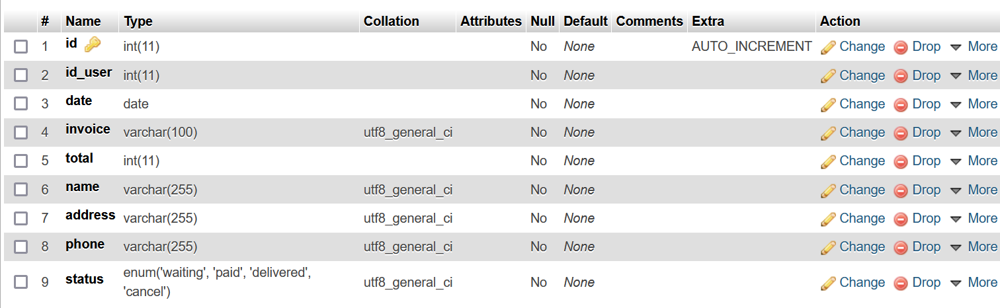 # Name Type Collation Attributes Null Default Comments Extra Action
1 id int(11) No None AUTO_INCREMENT Change Drop More
2 id_user int(11) No None Change Drop More
3 date date No None Change Drop More
4 invoice varchar(100) utf8_general_ci No None Change Drop More
5 total int(11) No None Change Drop More
6 name varchar(255) utf8_general_ci No None Change Drop More
7 address varchar(255) utf8_general_ci No None Change Drop More
8 phone varchar(255) utf8_general_ci No None Change Drop More
9 status enum('waiting', 'paid', 'delivered', 'cancel') utf8_general_ci No None Change Drop More